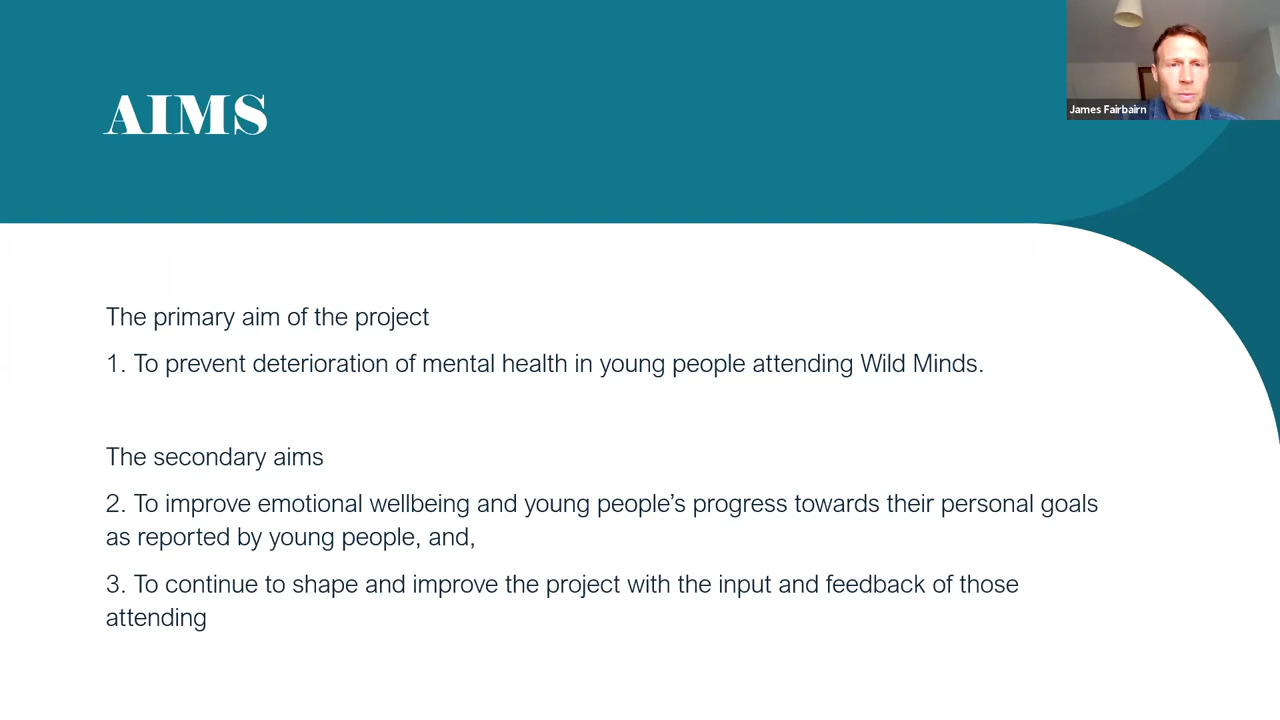 AIMS
James Fairbairn
The primary aim of the project
1. To prevent deterioration of mental health in young people attending Wild Minds.
The secondary aims
2. To improve emotional wellbeing and young people’s progress towards their personal goals
as reported by young people, and,
3. To continue to shape and improve the project with the input and feedback of those
attending